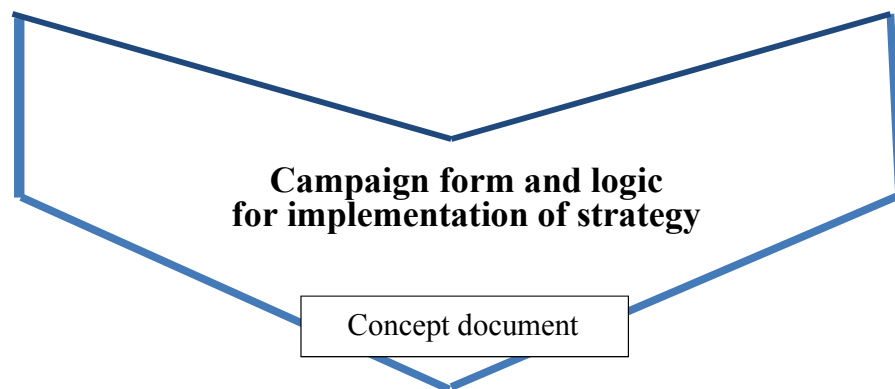 Campaign form and logic
for implementation of strategy
Concept document